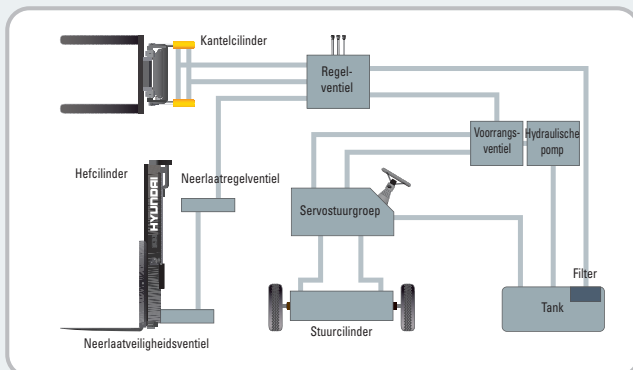 Kantelcilinder
Regel-
ventiel
Voorrangs-
ventiel
Hydraulische
pomp
Hefcilinder
Neerlaatregelventiel
HYUNDAI
Servostuurgroep
Filter
Tank
Stuurcilinder
Neerlaatveiligheidsventiel